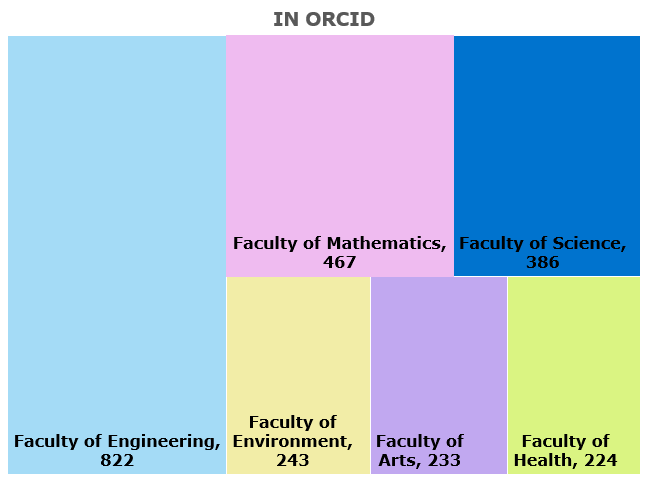 IN ORCID
Faculty of Mathematics,
467
Faculty of Science,
386
Faculty of Engineering,
822
Faculty of
Environment,
243
Faculty of
Arts, 233
Faculty of
Health, 224